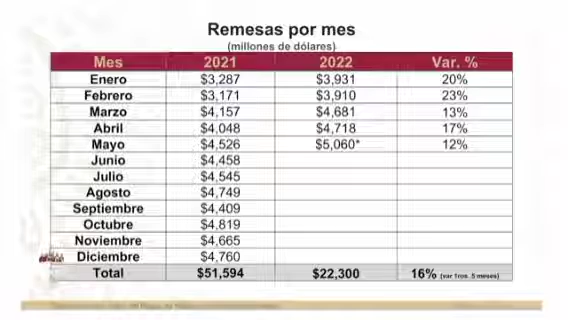 Remesas por mes
(millones de dólares)
Mes 2021 2022 Var. %
Enero $3,287 $3,931 20%
Febrero $3,171 $3,910 23%
Marzo $4,157 $4,681 13%
Abril $4,048 $4,718 17%
Mayo $4,526 $5,060* 12%
Junio $4,458
Julio $4,545
Agosto $4,749
Septiembre $4,409
Octubre $4,819
Noviembre $4,665
Diciembre $4,760
Total $51,594 $22,300 16% (var 1ros. 5 meses)